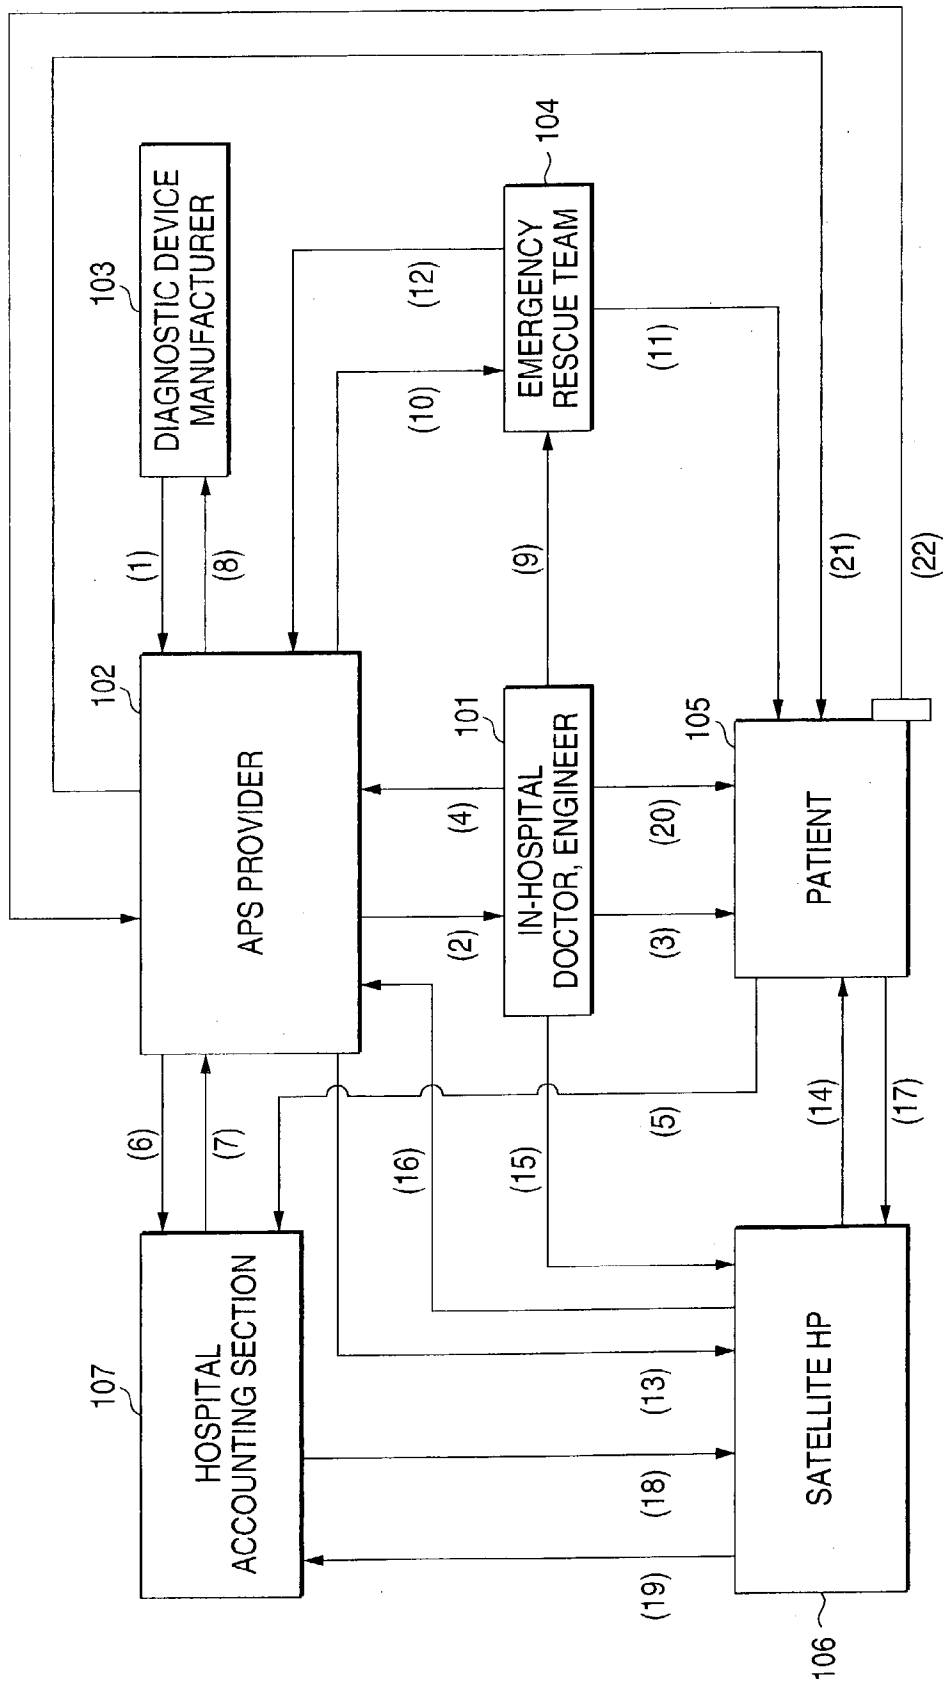 107
HOSPITAL
ACCOUNTING SECTION
(6)
(7)
102
APS PROVIDER
(1)
(8)
103
DIAGNOSTIC DEVICE
MANUFACTURER
(16)
(15)
(2)
(4)
101
IN-HOSPITAL
DOCTOR, ENGINEER
(9)
(10)
(12)
104
EMERGENCY
RESCUE TEAM
(11)
(19)
(18)
(13)
(5)
(3)
(20)
106
SATELLITE HP
(14)
(17)
105
PATIENT
(21)
(22)